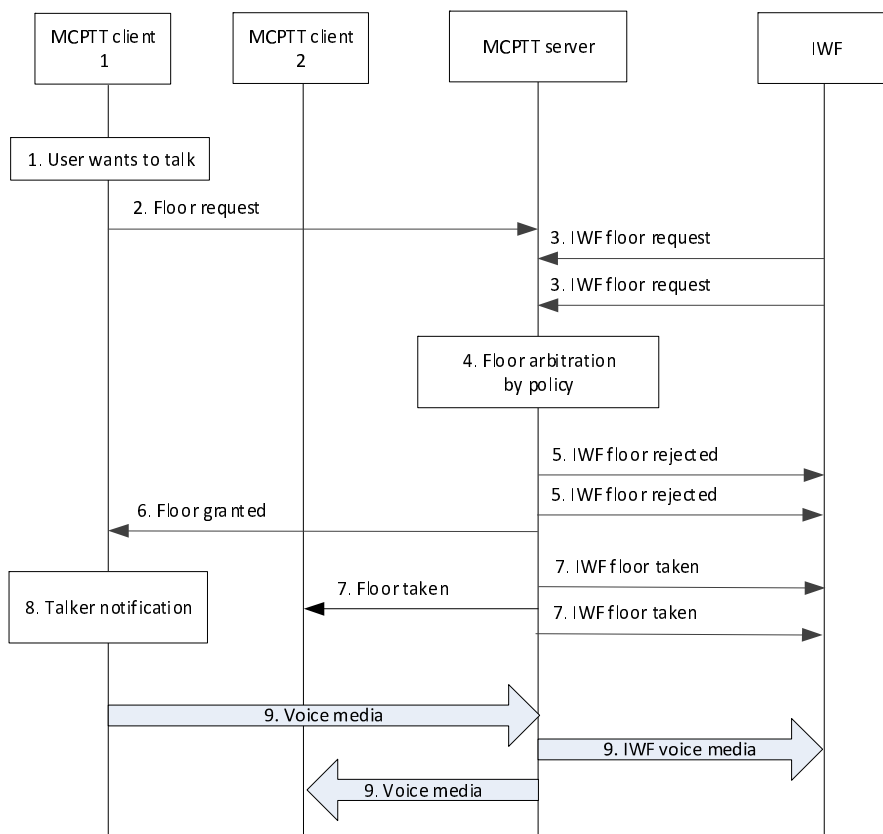 MCPTT client
1
MCPTT client
2
MCPTT server
IWF
1. User wants to talk
2. Floor request
3. IWF floor request
3. IWF floor request
4. Floor arbitration
by policy
5. IWF floor rejected
5. IWF floor rejected
6. Floor granted
7. IWF floor taken
7. Floor taken
8. Talker notification
7. IWF floor taken
9. Voice media
9. IWF voice media
9. Voice media